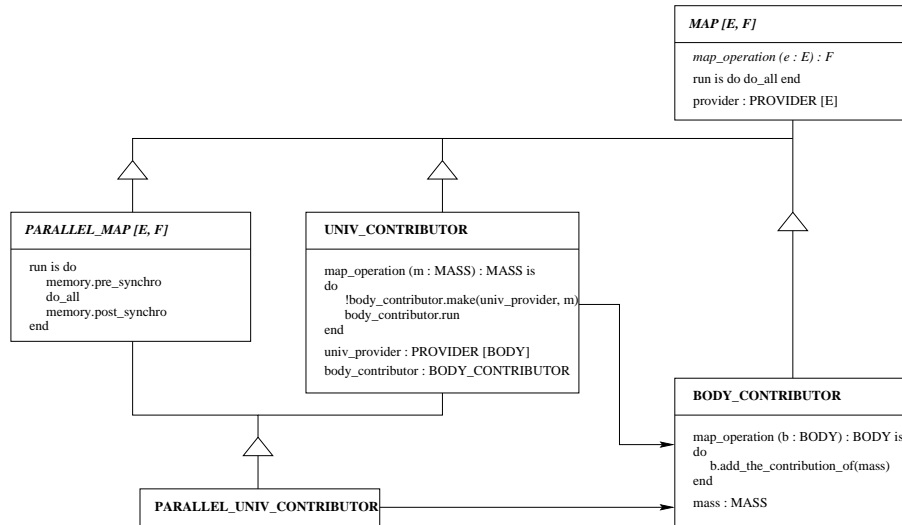 MAP [E, F]
map_operation (e : E) : F
run is do do_all end
provider : PROVIDER [E]
PARALLEL_MAP [E, F]
run is do
memory.pre_synchro
do_all
memory.post_synchro
end
UNIV_CONTRIBUTOR
map_operation (m : MASS) : MASS is
do
!body_contributor.make(univ_provider, m)
body_contributor.run
end
univ_provider : PROVIDER [BODY]
body_contributor : BODY_CONTRIBUTOR
BODY_CONTRIBUTOR
map_operation (b : BODY) : BODY is
do
b.add_the_contribution_of(mass)
end
mass : MASS
PARALLEL_UNIV_CONTRIBUTOR